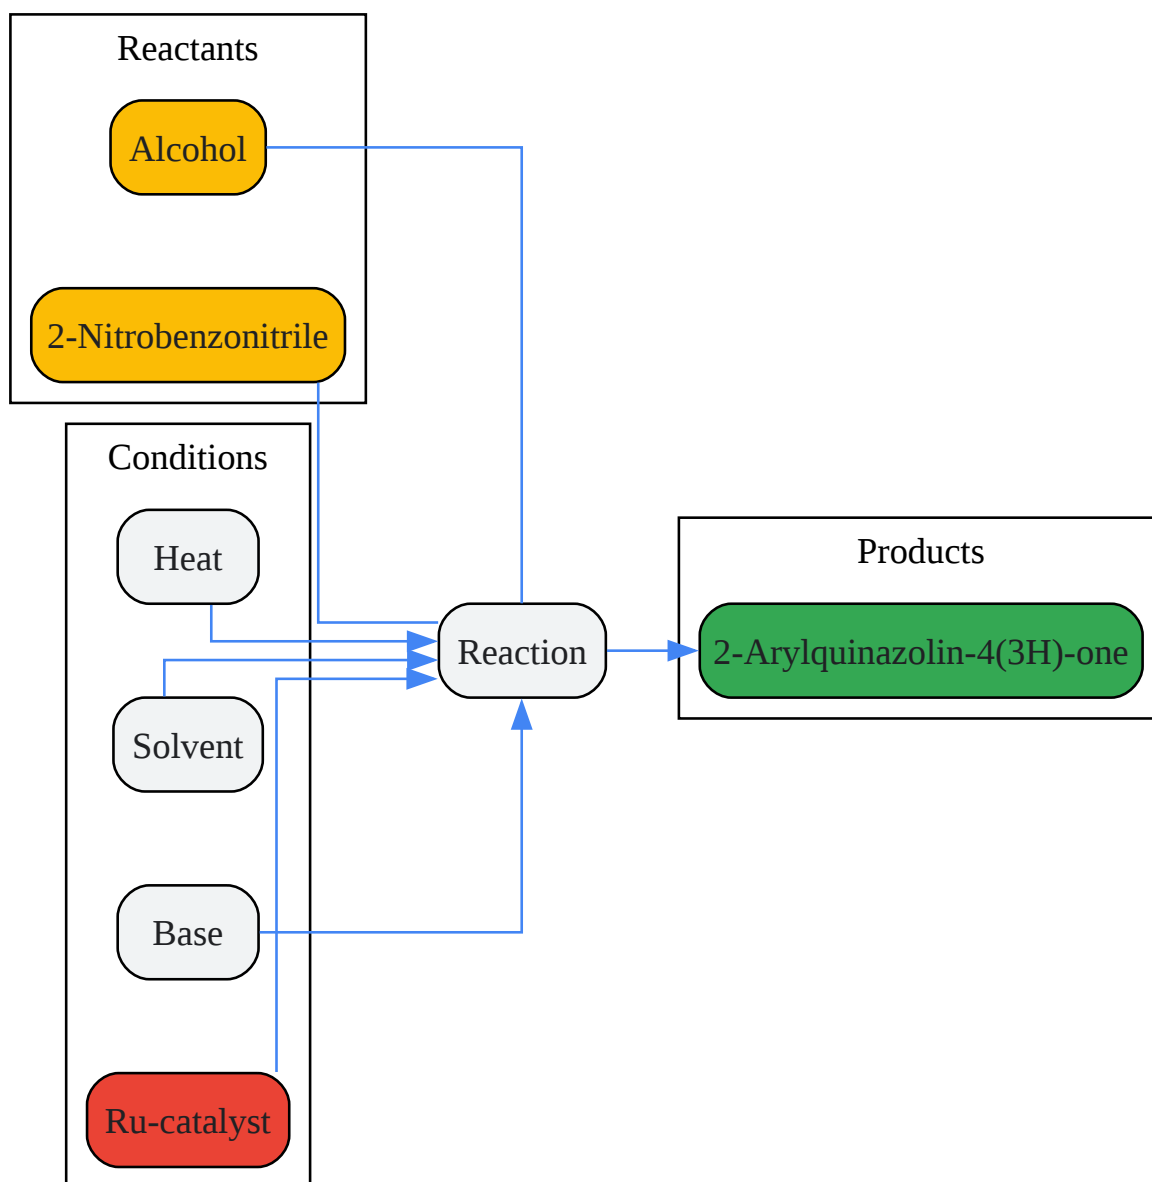 Reactants
Alcohol
2-Nitrobenzonitrile
Conditions
Heat
Solvent
Base
Ru-catalyst
Reaction
Products
2-Arylquinazolin-4(3H)-one